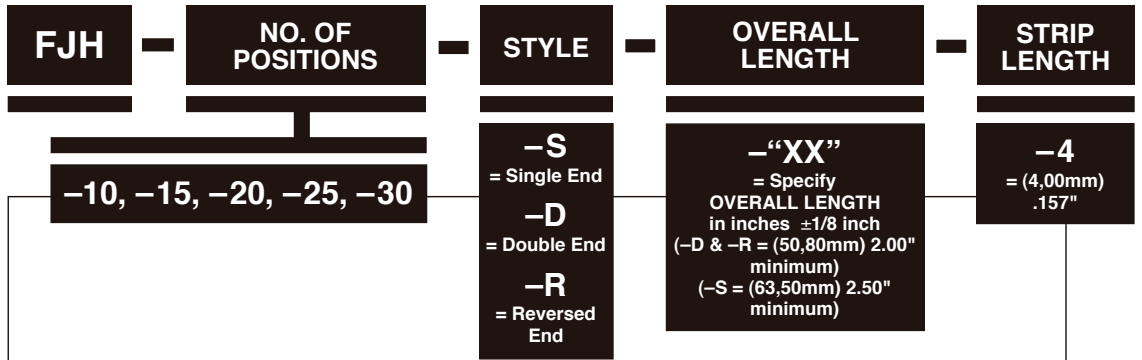 FJH
NO. OF
POSITIONS
STYLE
OVERALL
LENGTH
STRIP
LENGTH
–10, –15, –20, –25, –30
–S
= Single End
–D
= Double End
–R
= Reversed
End
–“XX”
= Specify
OVERALL LENGTH
in inches ±1/8 inch
(–D & –R = (50,80mm) 2.00"
minimum)
(–S = (63,50mm) 2.50"
minimum)
–4
= (4,00mm)
.157"